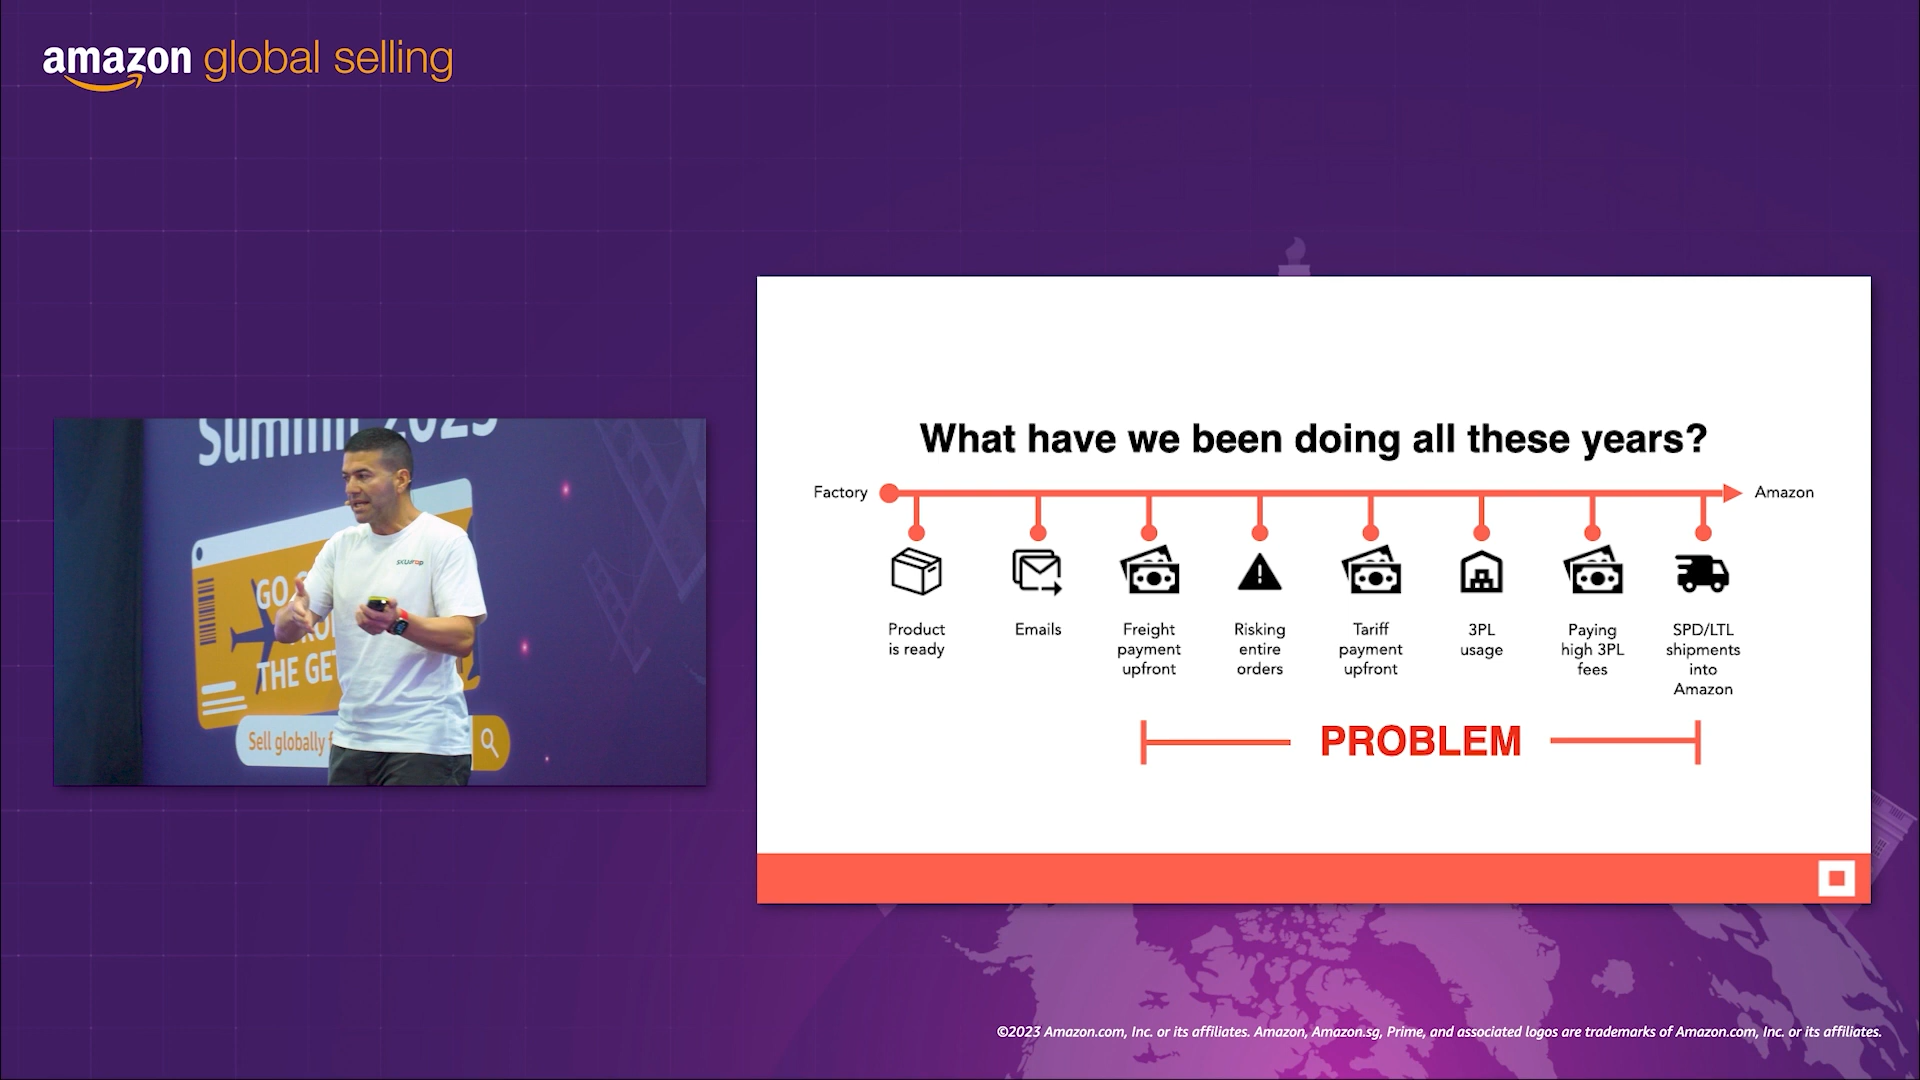 amazon global selling
Summit 2023
GO
THE GET
Sell globally
SKUdrop
What have we been doing all these years?
Factory
Amazon
Product
is ready
Emails
Freight
payment
upfront
Risking
entire
orders
Tariff
payment
upfront
3PL
usage
Paying
high 3PL
fees
SPD/LTL
shipments
into
Amazon
PROBLEM
©2023 Amazon.com, Inc. or its affiliates. Amazon, Amazon.sg, Prime, and associated logos are trademarks of Amazon.com, Inc. or its affiliates.